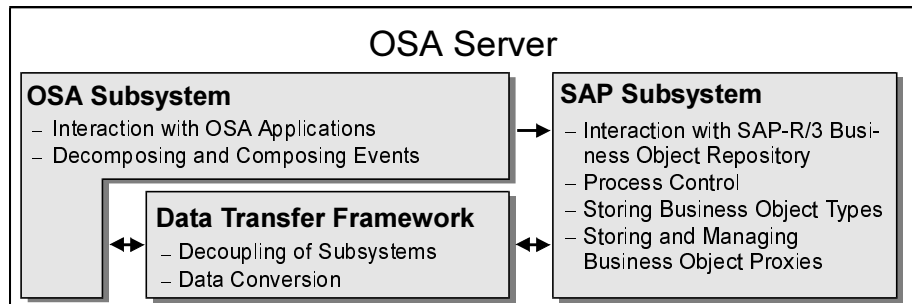 OSA Server
OSA Subsystem
– Interaction with OSA Applications
– Decomposing and Composing Events
Data Transfer Framework
– Decoupling of Subsystems
– Data Conversion
SAP Subsystem
– Interaction with SAP-R/3 Busi-
ness Object Repository
– Process Control
– Storing Business Object Types
– Storing and Managing
Business Object Proxies